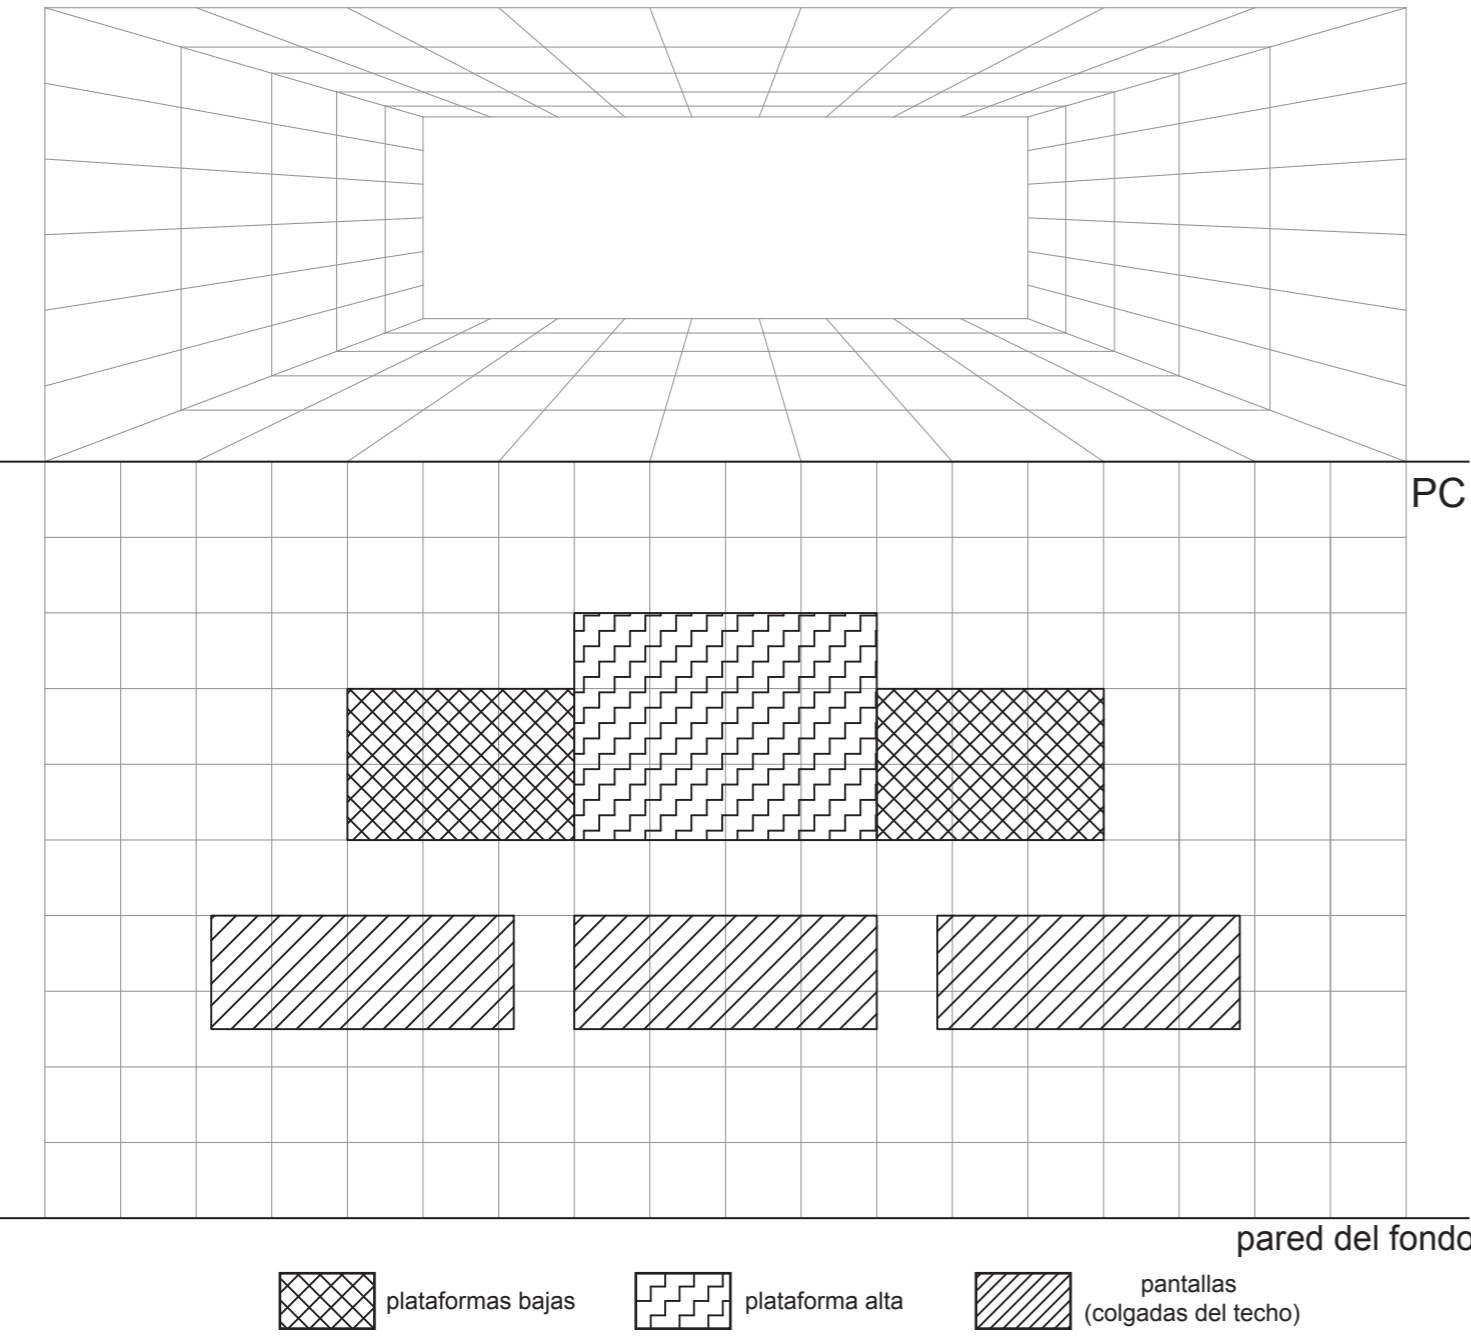 PC
pared del fondo
plataformas bajas
plataforma alta
pantallas
(colgadas del techo)